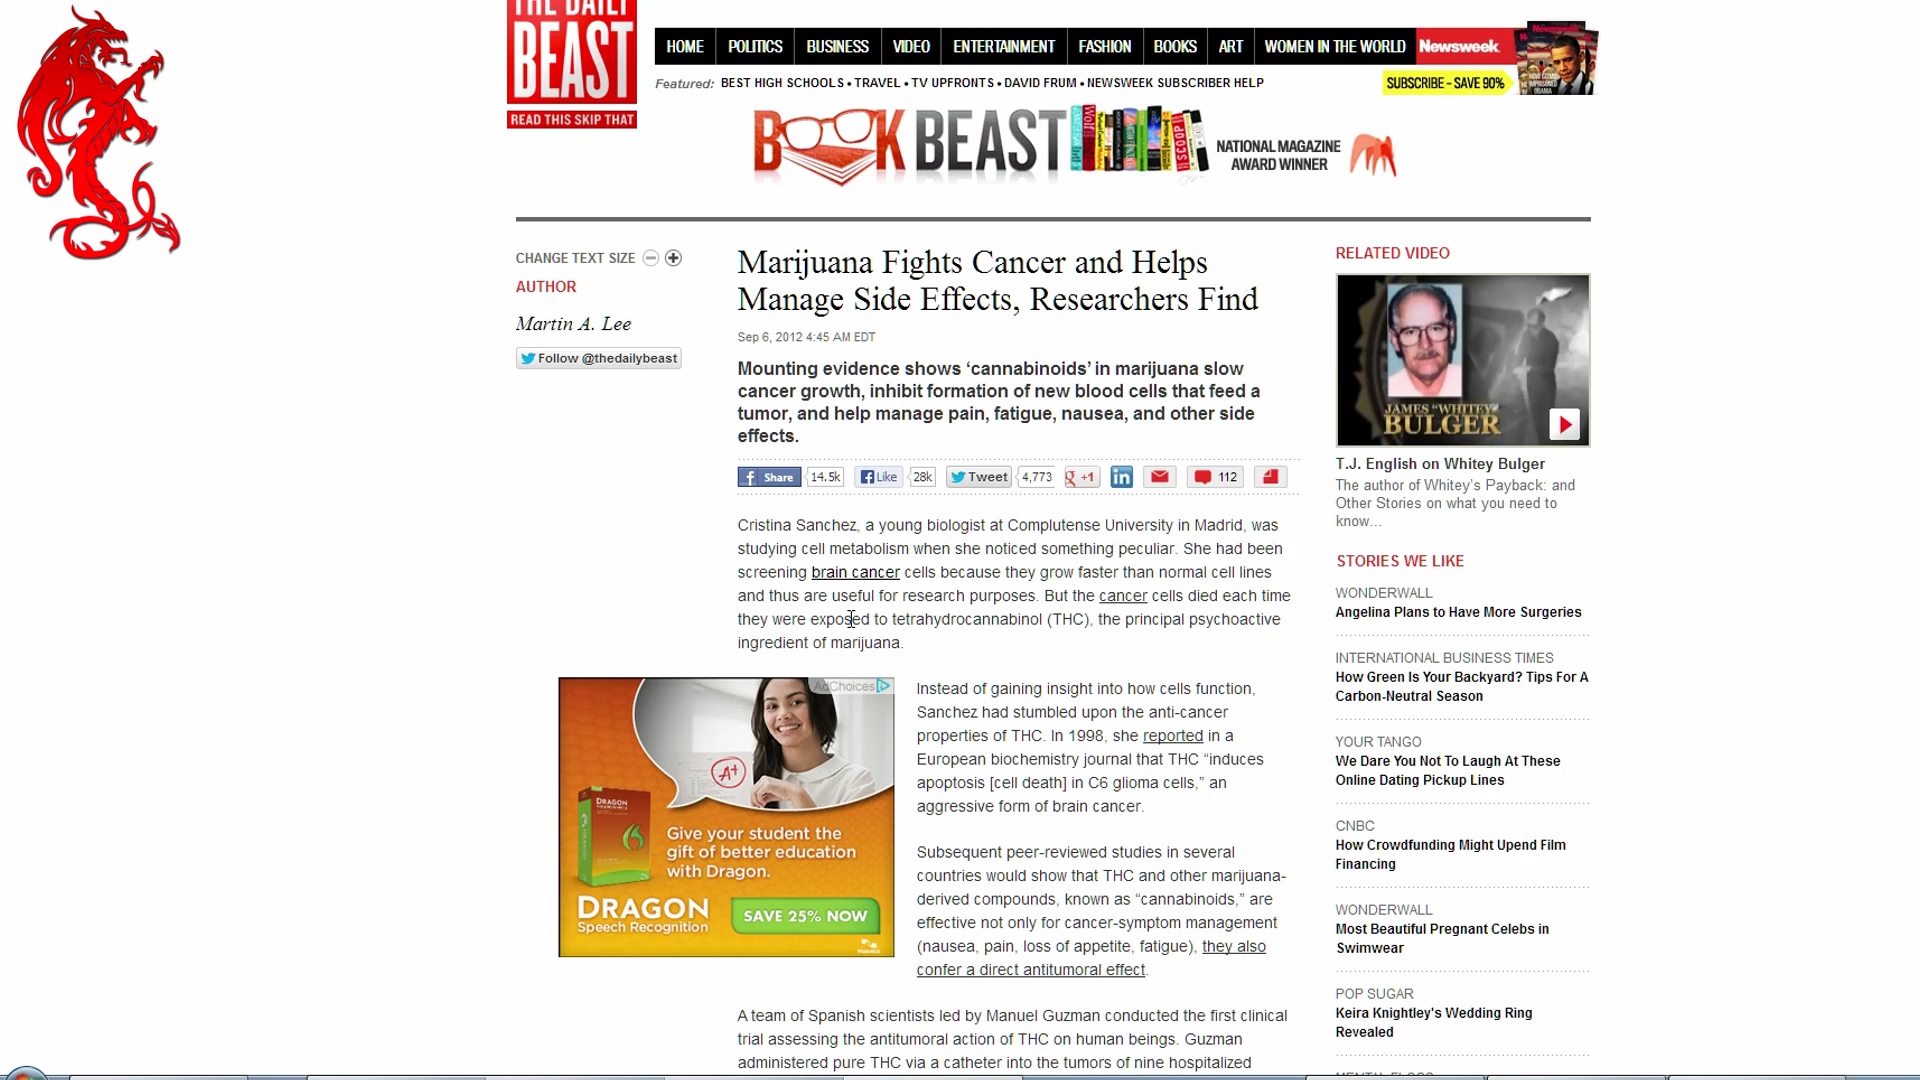 THE DAILY
BEAST
READ THIS SKIP THAT
HOME POLITICS BUSINESS VIDEO ENTERTAINMENT FASHION BOOKS ART WOMEN IN THE WORLD Newsweek
Featured: BEST HIGH SCHOOLS • TRAVEL • TV UPFRONTS • DAVID FRUM • NEWSWEEK SUBSCRIBER HELP
SUBSCRIBE - SAVE 90%
BOOK BEAST
NATIONAL MAGAZINE
AWARD WINNER
CHANGE TEXT SIZE
AUTHOR
Martin A. Lee
Follow @thedailybeast
Marijuana Fights Cancer and Helps
Manage Side Effects, Researchers Find
Sep 6, 2012 4:45 AM EDT
Mounting evidence shows ‘cannabinoids’ in marijuana slow
cancer growth, inhibit formation of new blood cells that feed a
tumor, and help manage pain, fatigue, nausea, and other side
effects.
Share 14.5k Like 28k Tweet 4,773 +1 in 112
Cristina Sanchez, a young biologist at Complutense University in Madrid, was
studying cell metabolism when she noticed something peculiar. She had been
screening brain cancer cells because they grow faster than normal cell lines
and thus are useful for research purposes. But the cancer cells died each time
they were exposed to tetrahydrocannabinol (THC), the principal psychoactive
ingredient of marijuana.
AdChoices
A+
DRAGON
Give your student the
gift of better education
with Dragon.
DRAGON
Speech Recognition
SAVE 25% NOW
NUANCE
Instead of gaining insight into how cells function,
Sanchez had stumbled upon the anti-cancer
properties of THC. In 1998, she reported in a
European biochemistry journal that THC “induces
apoptosis [cell death] in C6 glioma cells,” an
aggressive form of brain cancer.
Subsequent peer-reviewed studies in several
countries would show that THC and other marijuana-
derived compounds, known as “cannabinoids,” are
effective not only for cancer-symptom management
(nausea, pain, loss of appetite, fatigue), they also
confer a direct antitumoral effect.
A team of Spanish scientists led by Manuel Guzman conducted the first clinical
trial assessing the antitumoral action of THC on human beings. Guzman
administered pure THC via a catheter into the tumors of nine hospitalized
RELATED VIDEO
JAMES "WHITEY"
BULGER
T.J. English on Whitey Bulger
The author of Whitey's Payback: and
Other Stories on what you need to
know...
STORIES WE LIKE
WONDERWALL
Angelina Plans to Have More Surgeries
INTERNATIONAL BUSINESS TIMES
How Green Is Your Backyard? Tips For A
Carbon-Neutral Season
YOUR TANGO
We Dare You Not To Laugh At These
Online Dating Pickup Lines
CNBC
How Crowdfunding Might Upend Film
Financing
WONDERWALL
Most Beautiful Pregnant Celebs in
Swimwear
POP SUGAR
Keira Knightley's Wedding Ring
Revealed
MENTAL FLOSS